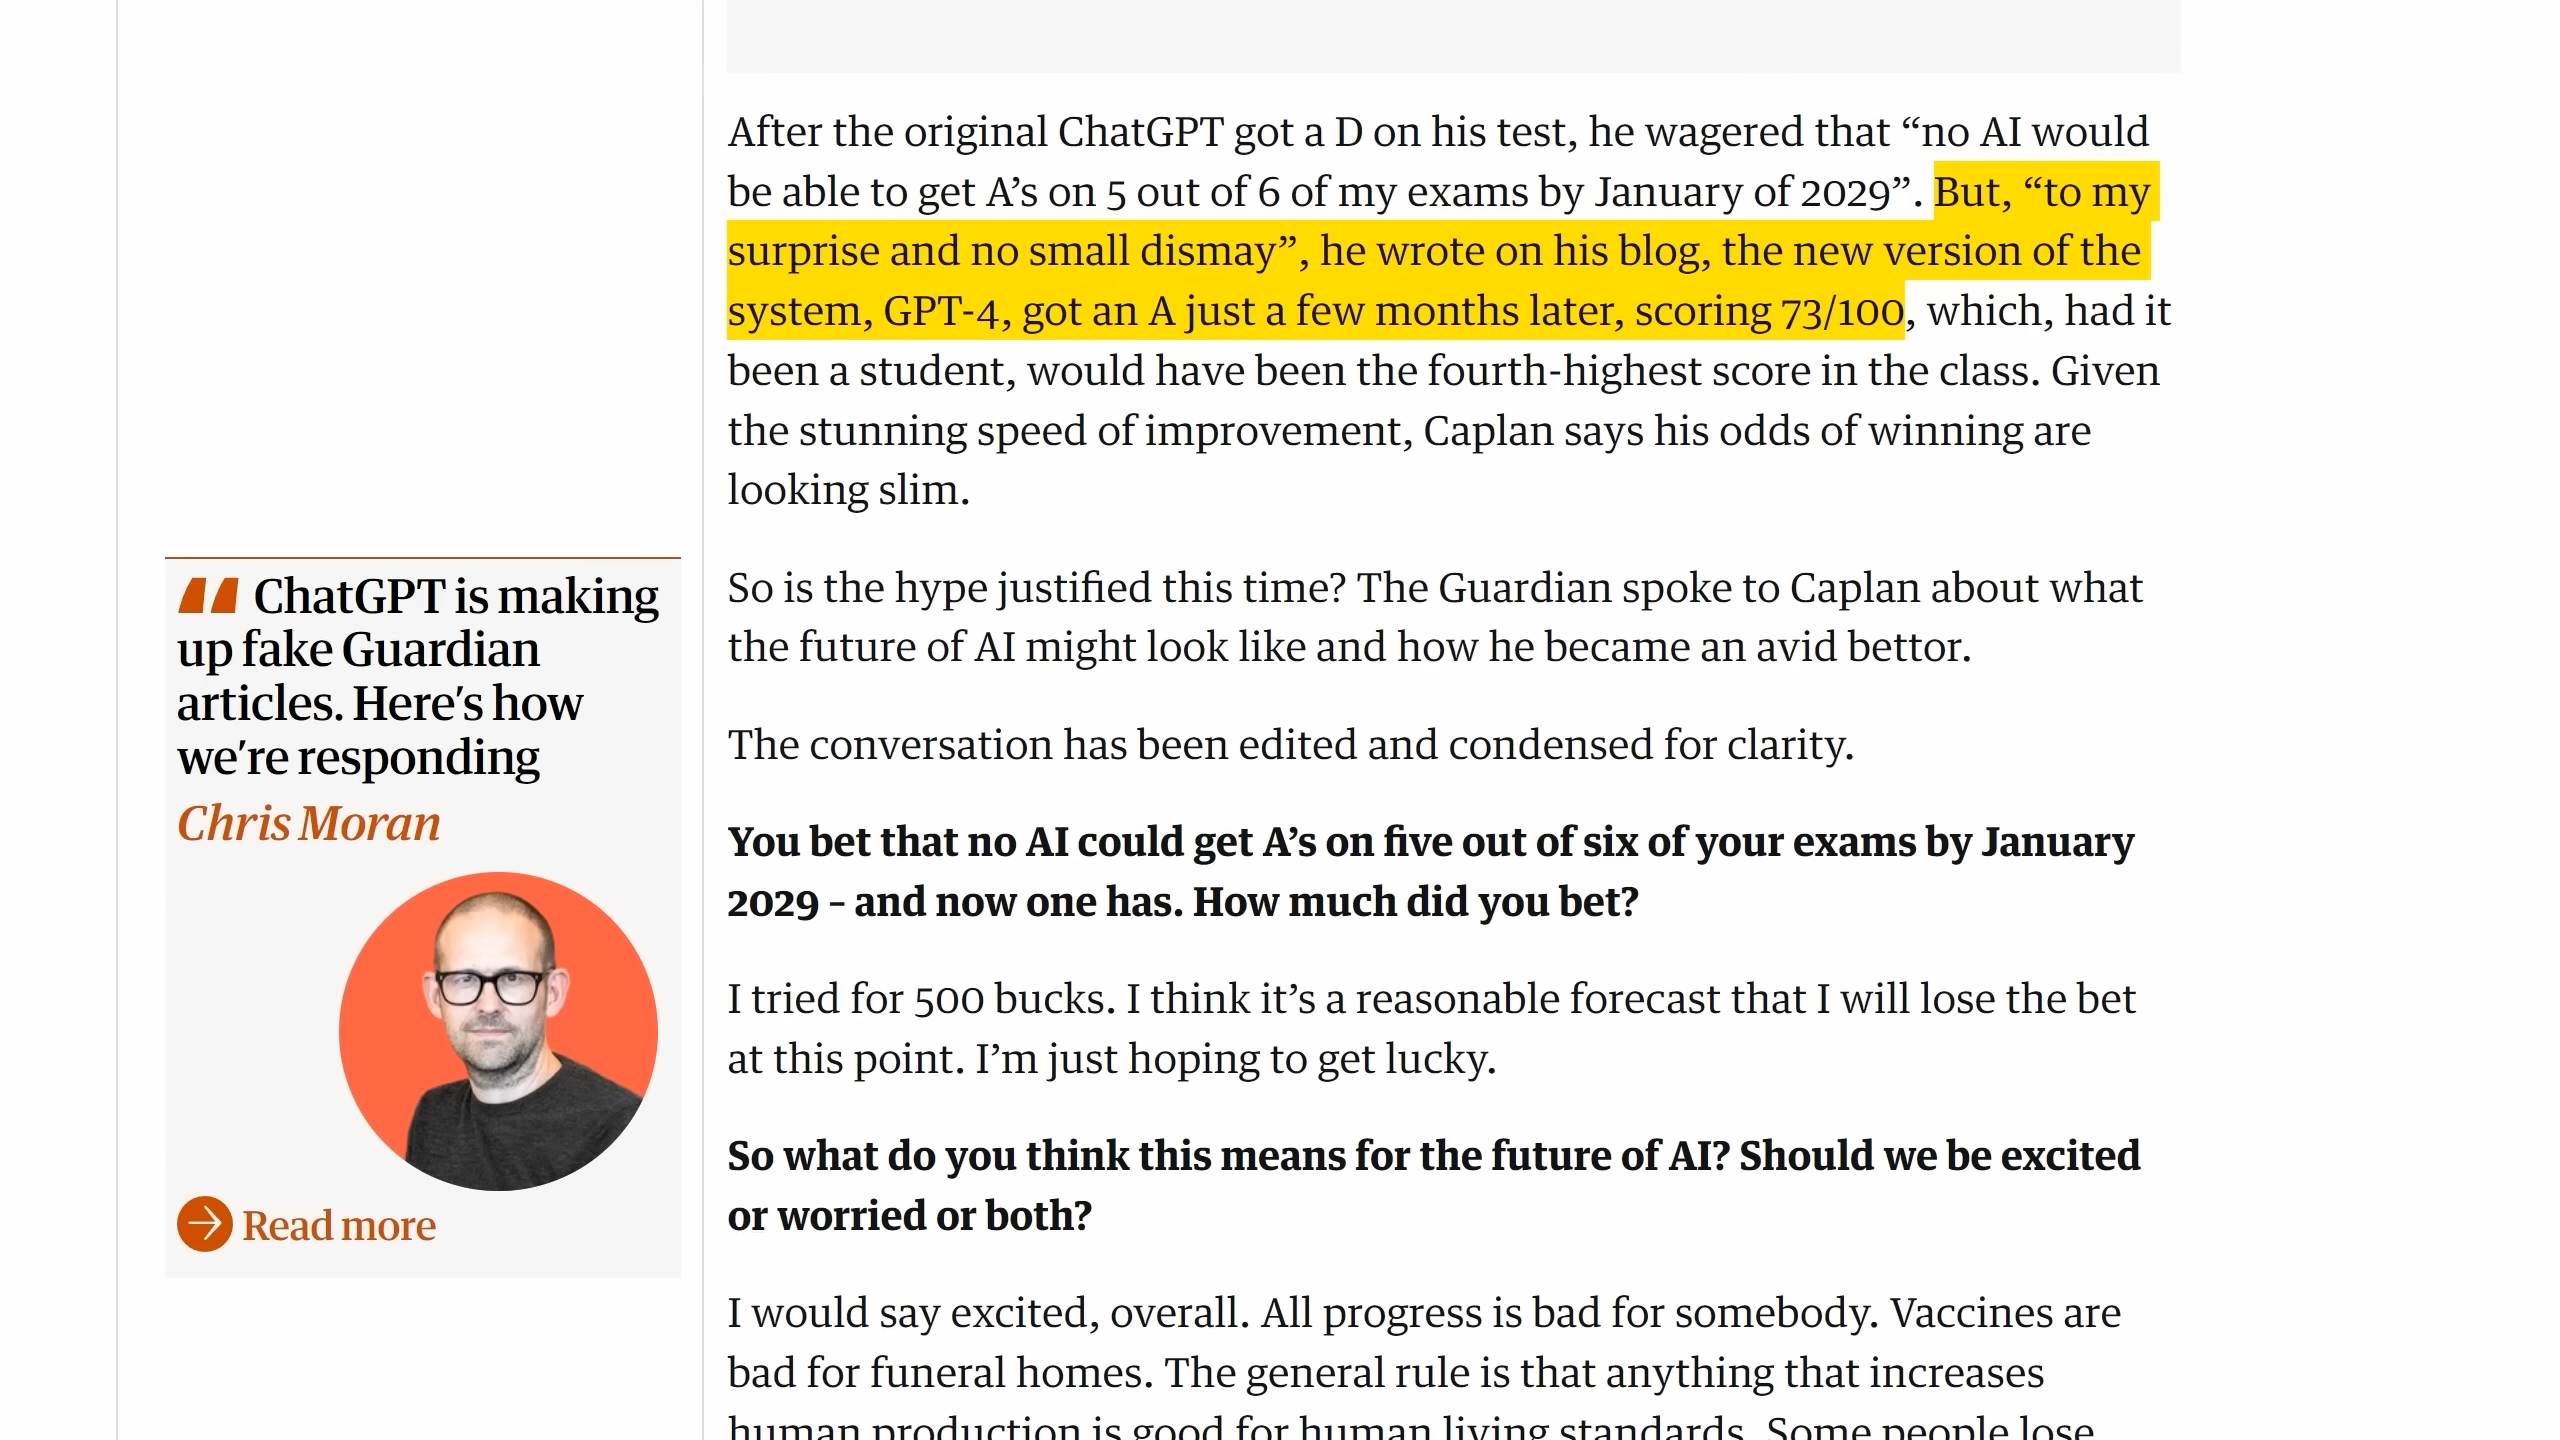 After the original ChatGPT got a D on his test, he wagered that “no AI would
be able to get A’s on 5 out of 6 of my exams by January of 2029”. But, “to my
surprise and no small dismay”, he wrote on his blog, the new version of the
system, GPT-4, got an A just a few months later, scoring 73/100, which, had it
been a student, would have been the fourth-highest score in the class. Given
the stunning speed of improvement, Caplan says his odds of winning are
looking slim.
“ ChatGPT is making
up fake Guardian
articles. Here’s how
we’re responding
Chris Moran
Read more
So is the hype justified this time? The Guardian spoke to Caplan about what
the future of AI might look like and how he became an avid bettor.
The conversation has been edited and condensed for clarity.
You bet that no AI could get A’s on five out of six of your exams by January
2029 – and now one has. How much did you bet?
I tried for 500 bucks. I think it’s a reasonable forecast that I will lose the bet
at this point. I’m just hoping to get lucky.
So what do you think this means for the future of AI? Should we be excited
or worried or both?
I would say excited, overall. All progress is bad for somebody. Vaccines are
bad for funeral homes. The general rule is that anything that increases
human production is good for human living standards. Some people lose